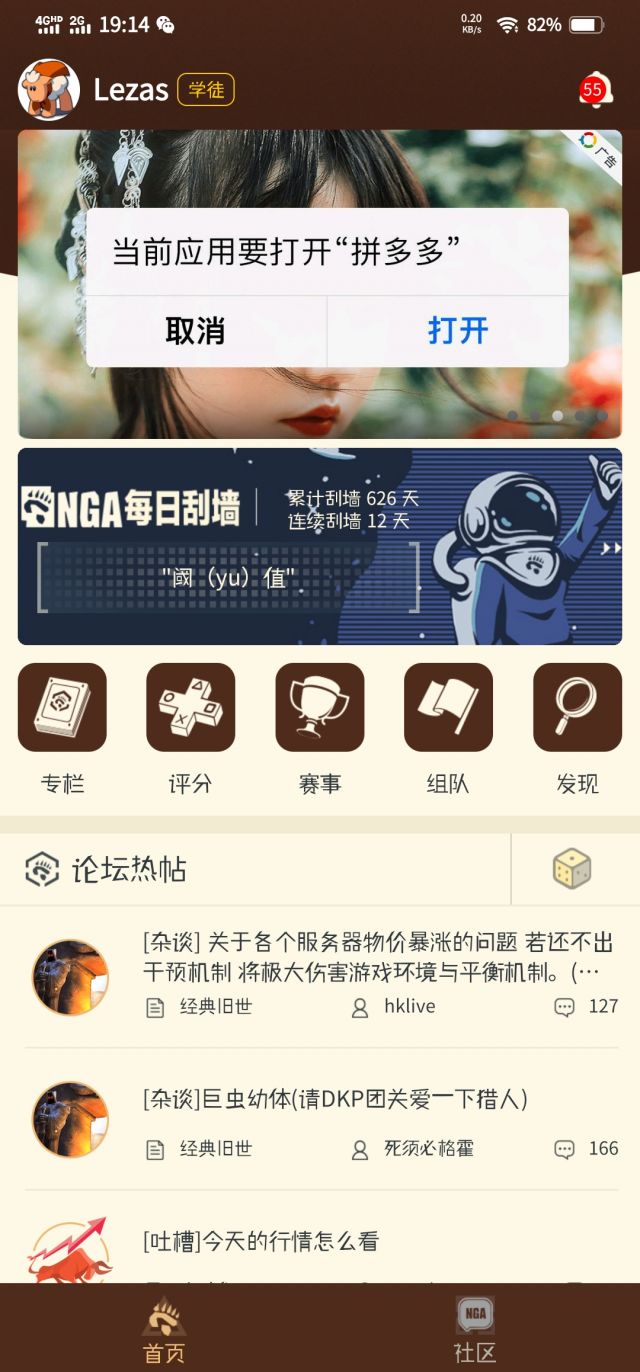 4GHD 2G 19:14 0.20 KB/s 82%
Lezas 学徒 55
广告
当前应用要打开“拼多多”
取消 打开
NGA每日刮墙
累计刮墙 626 天
连续刮墙 12 天
"阈（yu）值"
专栏 评分 赛事 组队 发现
论坛热帖
[杂谈] 关于各个服务器物价暴涨的问题 若还不出
干预机制 将极大伤害游戏环境与平衡机制。(…
经典旧世 hklive 127
[杂谈]巨虫幼体(请DKP团关爱一下猎人)
经典旧世 死须必格霍 166
[吐槽]今天的行情怎么看
首页 NGA 社区